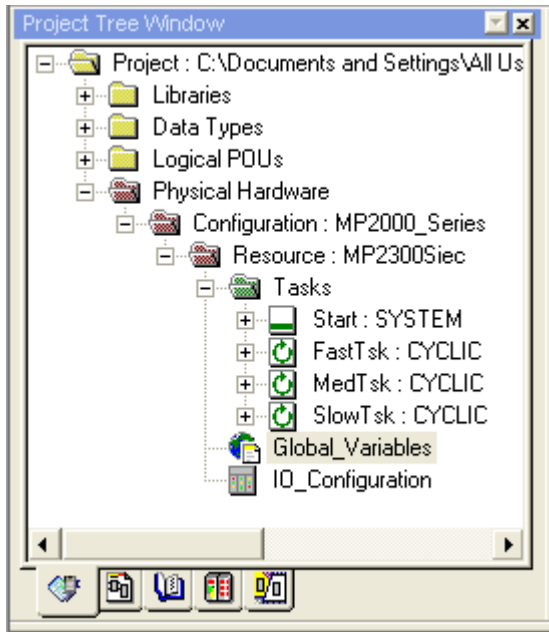 Project Tree Window
Project : C:\Documents and Settings\All Us
Libraries
Data Types
Logical POUs
Physical Hardware
Configuration : MP2000_Series
Resource : MP2300Siec
Tasks
Start : SYSTEM
FastTsk : CYCLIC
MedTsk : CYCLIC
SlowTsk : CYCLIC
Global_Variables
IO_Configuration